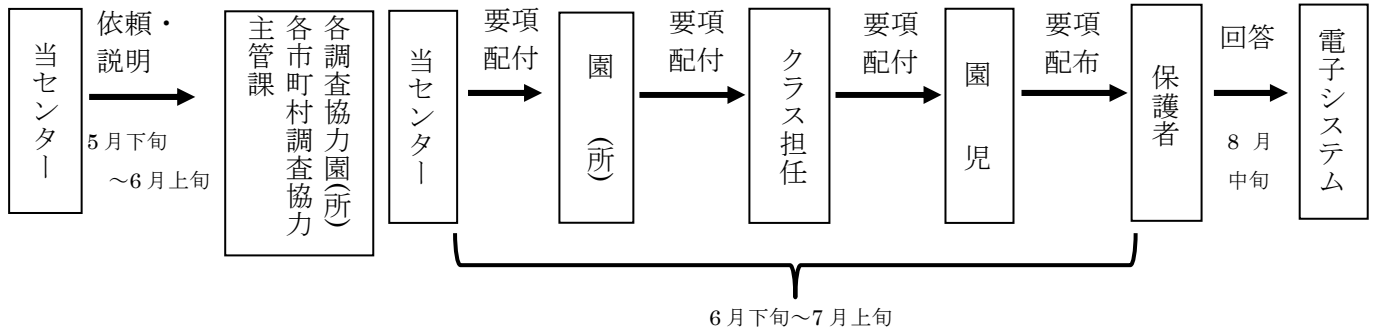 当センター
依頼・
説明
5月下旬
～6月上旬
各調査協力園(所)
各市町村調査協力
主管課
当センター
要項
配付
園(所)
要項
配付
クラス担任
要項
配付
園児
要項
配布
保護者
回答
8月
中旬
電子システム
6月下旬～7月上旬